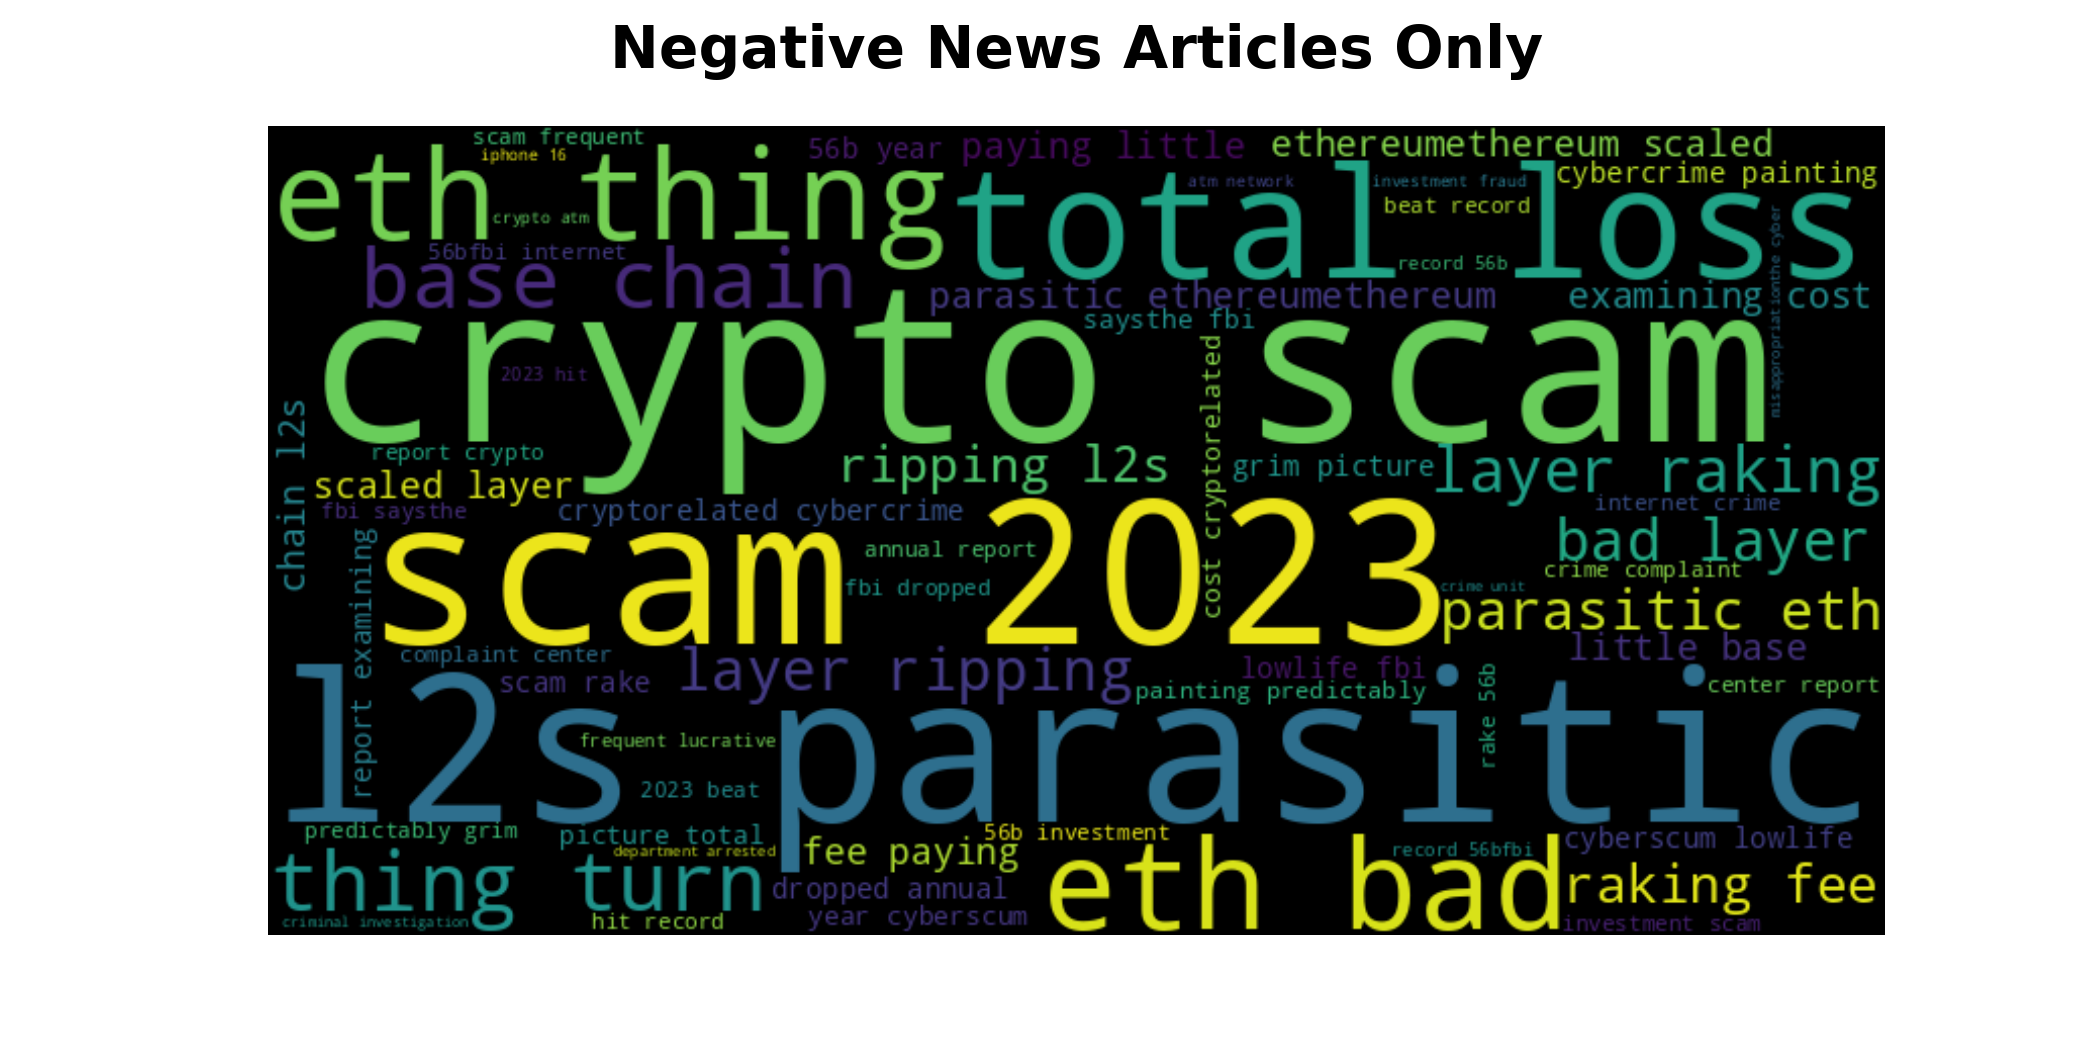 Negative News Articles Only
scam frequent
iphone 16
56b year
paying little
ethereumethereum scaled
eth thing
crypto atm
total loss
atm network
investment fraud
cybercrime painting
beat record
56bfbi internet
base chain
record 56b
misappropriationthe cyber
parasitic ethereumethereum
examining cost
saysthe fbi
crypto scam
2023 hit
cost cryptorelated
chain l2s
report crypto
ripping l2s
grim picture
layer raking
scaled layer
fbi saysthe
cryptorelated cybercrime
internet crime
scam 2023
annual report
bad layer
crime complaint
fbi dropped
crime unit
parasitic eth
report examining
complaint center
scam rake
layer ripping
lowlife fbi
little base
painting predictably
rake 56b
center report
l2s parasitic
frequent lucrative
2023 beat
predictably grim
picture total
department arrested
fee paying
56b investment
record 56bfbi
cyberscum lowlife
thing turn
dropped annual
eth bad
raking fee
criminal investigation
hit record
year cyberscum
investment scam